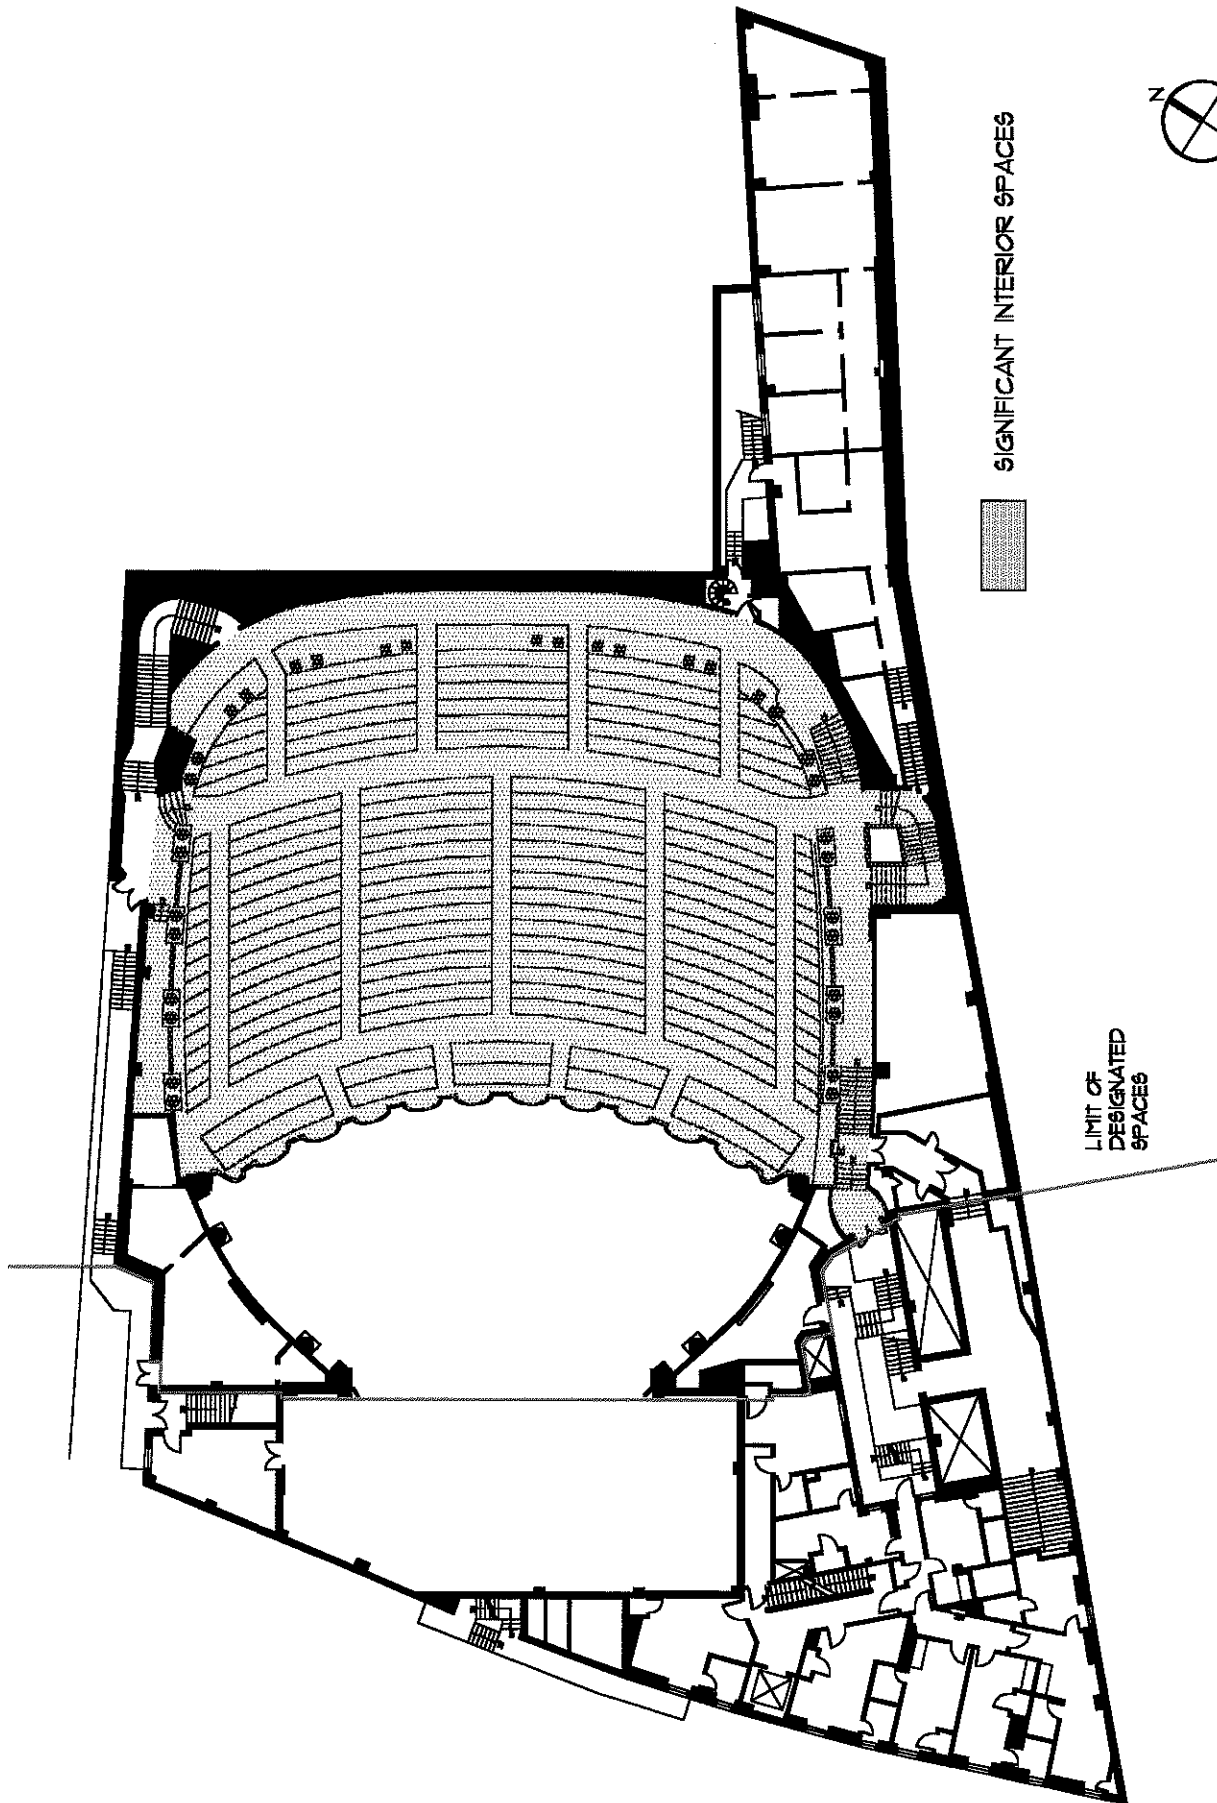 N
SIGNIFICANT INTERIOR SPACES
LIMIT OF
DESIGNATED
SPACES